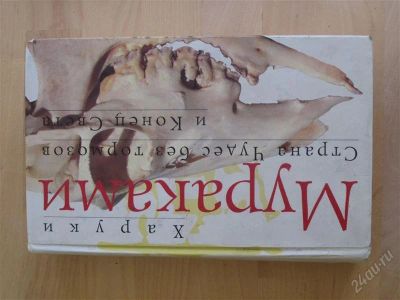 Харуки
Мураками
Страна Чудес без тормозов
и Конец Света
24au.ru